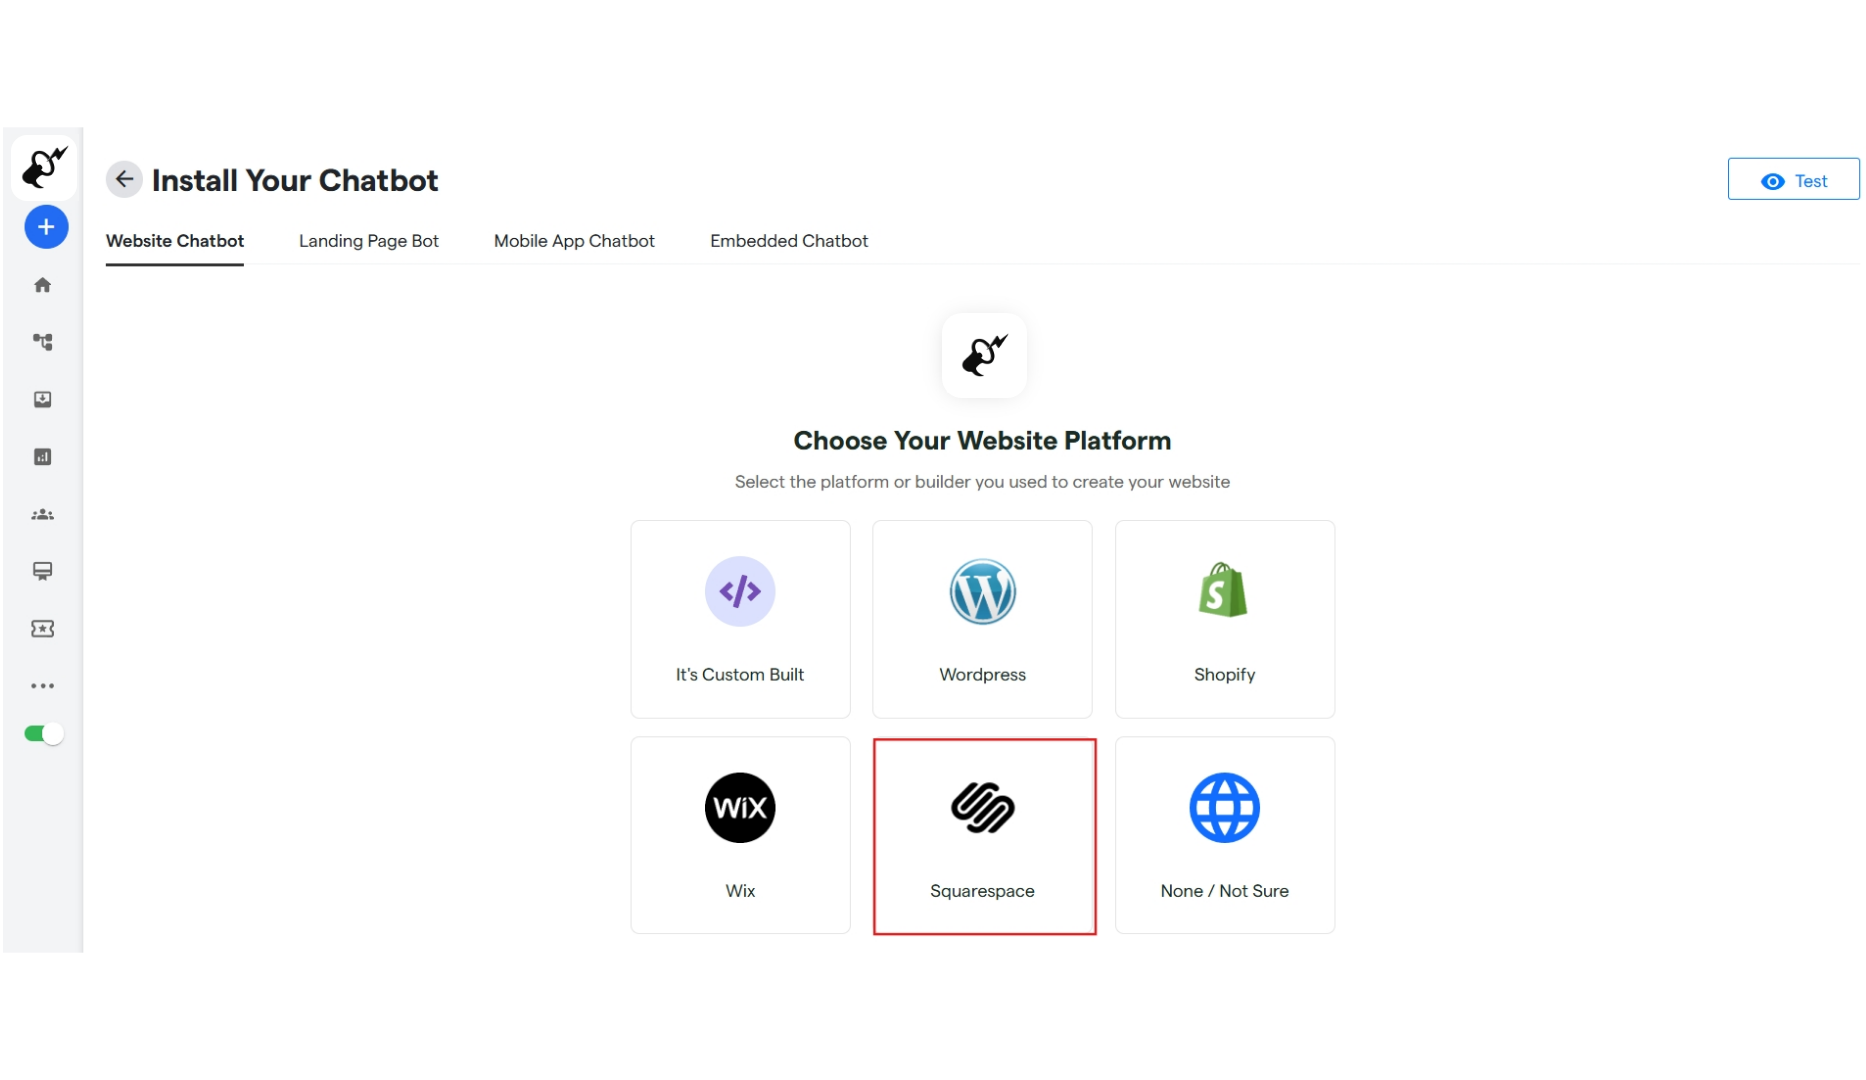 Install Your Chatbot
Test
Website Chatbot Landing Page Bot Mobile App Chatbot Embedded Chatbot
Choose Your Website Platform
Select the platform or builder you used to create your website
</>
It's Custom Built
W
Wordpress
S
Shopify
WiX
Wix
Squarespace
None / Not Sure